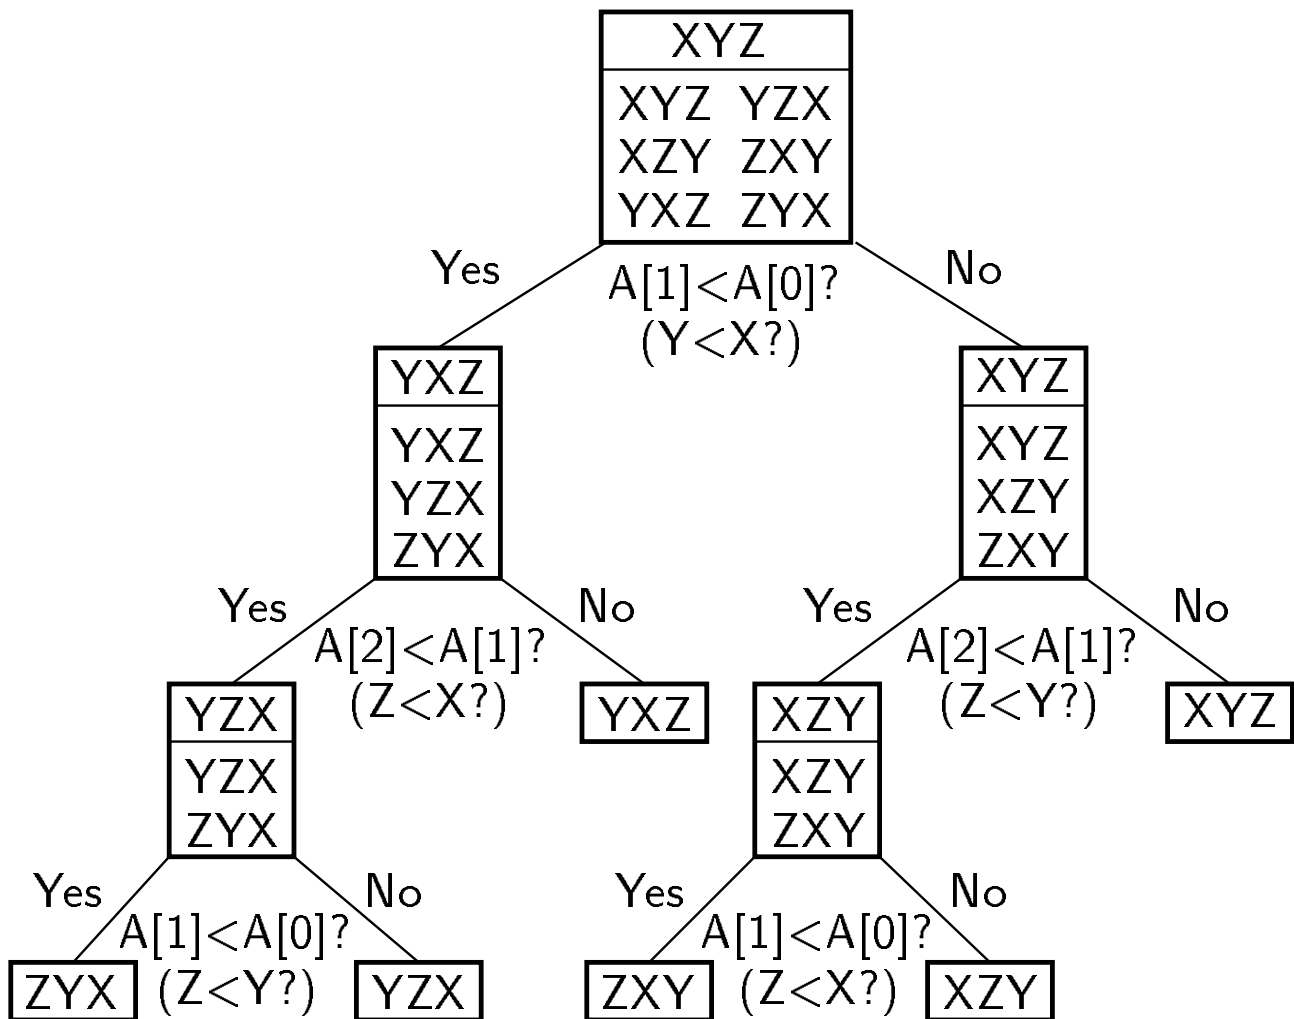 XYZ
XYZ YZX
XZY ZXY
YXZ ZYX
Yes
No
A[1]<A[0]?
(Y<X?)
YXZ
YXZ
YZX
ZYX
XYZ
XYZ
XZY
ZXY
Yes
No
A[2]<A[1]?
(Z<X?)
Yes
No
A[2]<A[1]?
(Z<Y?)
YZX
YZX
ZYX
YXZ
XZY
XZY
ZXY
XYZ
Yes
No
A[1]<A[0]?
(Z<Y?)
Yes
No
A[1]<A[0]?
(Z<X?)
ZYX
YZX
ZXY
XZY